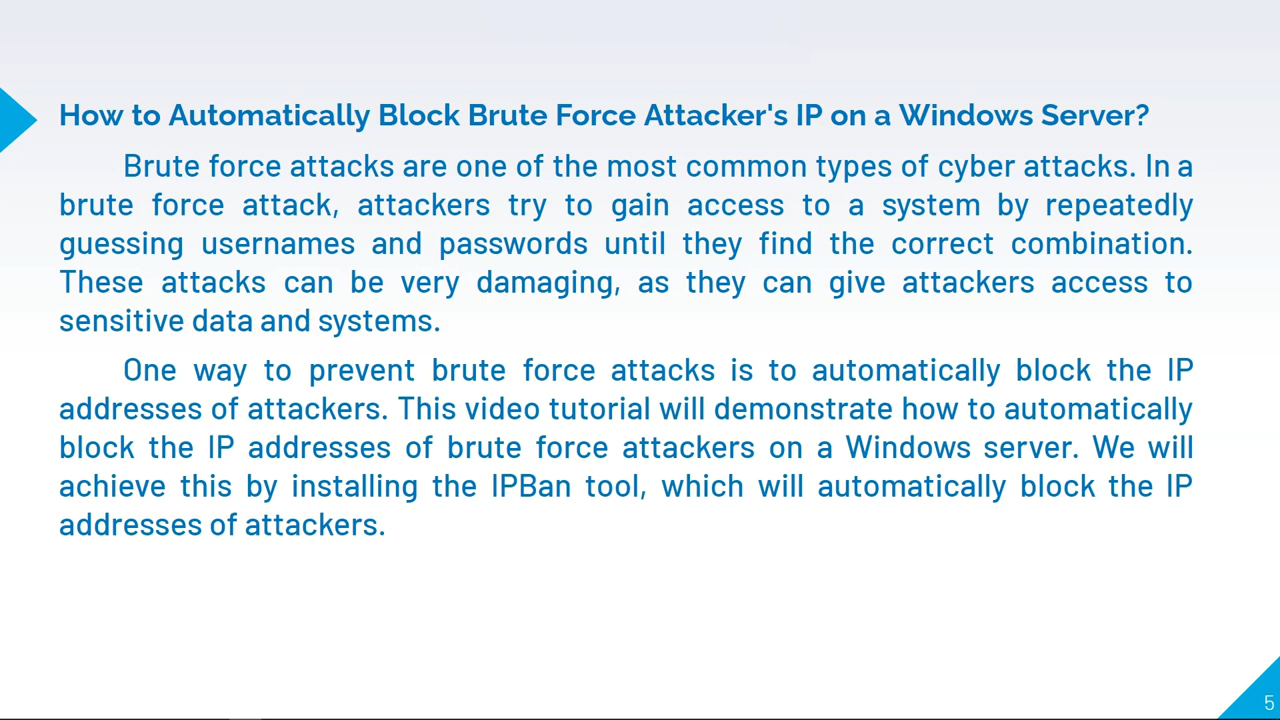 How to Automatically Block Brute Force Attacker's IP on a Windows Server?
Brute force attacks are one of the most common types of cyber attacks. In a
brute force attack, attackers try to gain access to a system by repeatedly
guessing usernames and passwords until they find the correct combination.
These attacks can be very damaging, as they can give attackers access to
sensitive data and systems.
One way to prevent brute force attacks is to automatically block the IP
addresses of attackers. This video tutorial will demonstrate how to automatically
block the IP addresses of brute force attackers on a Windows server. We will
achieve this by installing the IPBan tool, which will automatically block the IP
addresses of attackers.
5